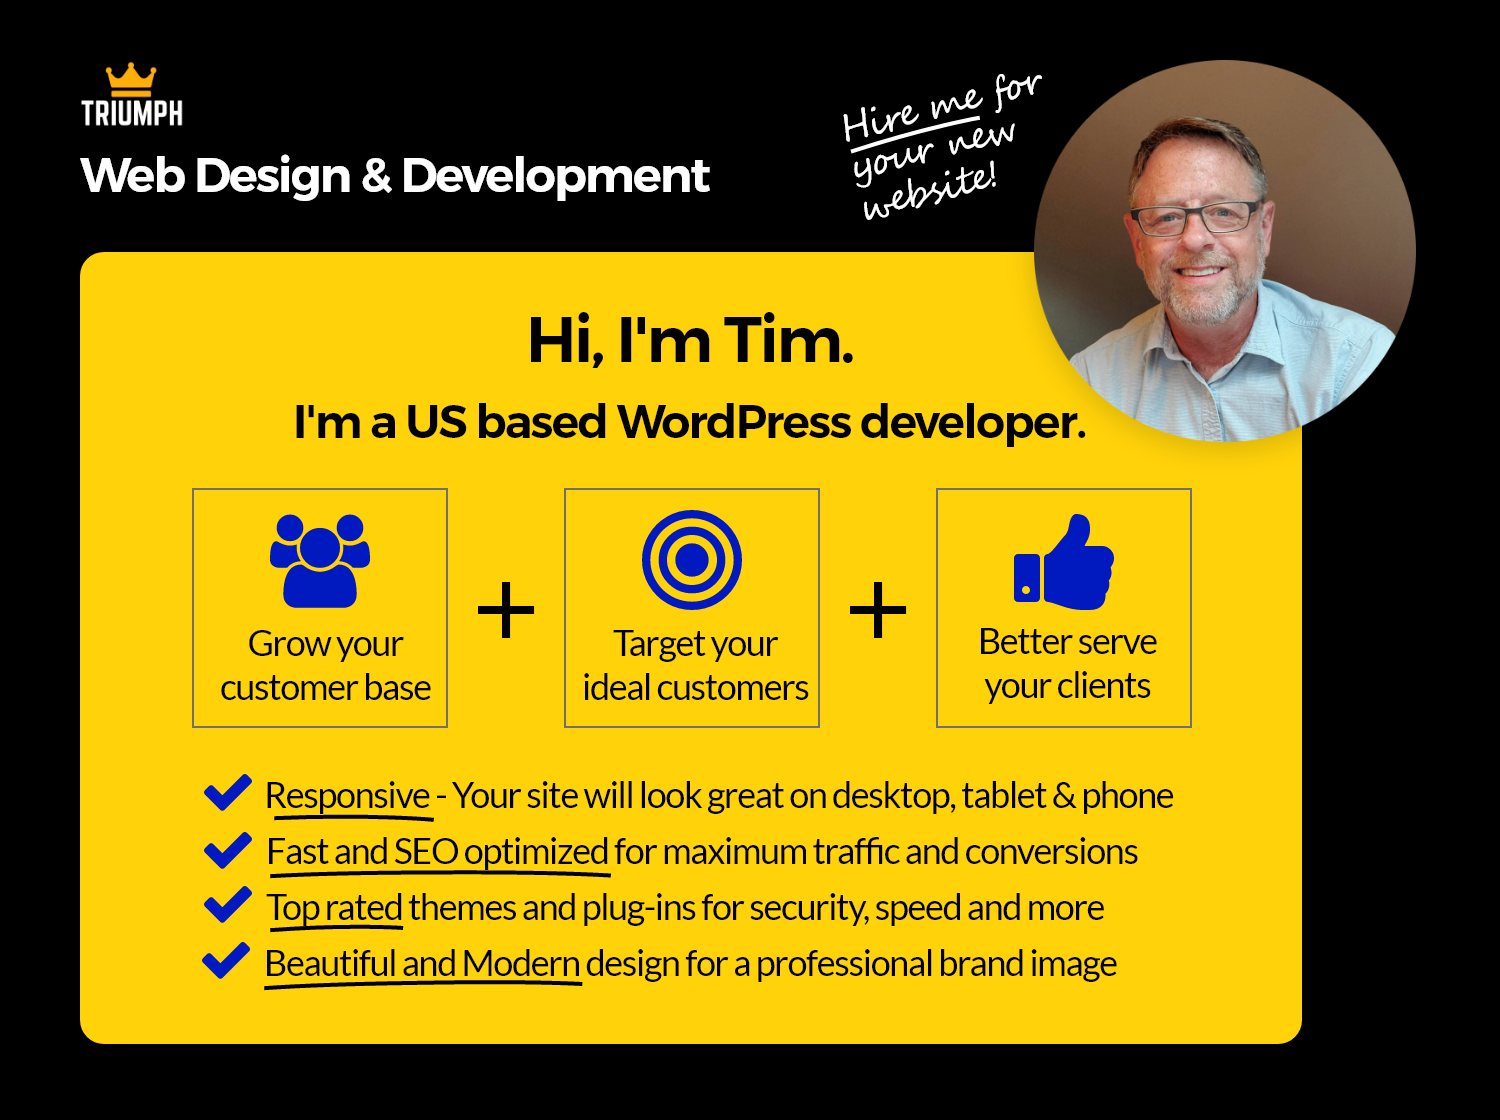 TRIUMPH
Web Design & Development
Hire me for
your new
website!
Hi, I'm Tim.
I'm a US based WordPress developer.
Grow your
customer base
+
Target your
ideal customers
+
Better serve
your clients
Responsive - Your site will look great on desktop, tablet & phone
Fast and SEO optimized for maximum traffic and conversions
Top rated themes and plug-ins for security, speed and more
Beautiful and Modern design for a professional brand image